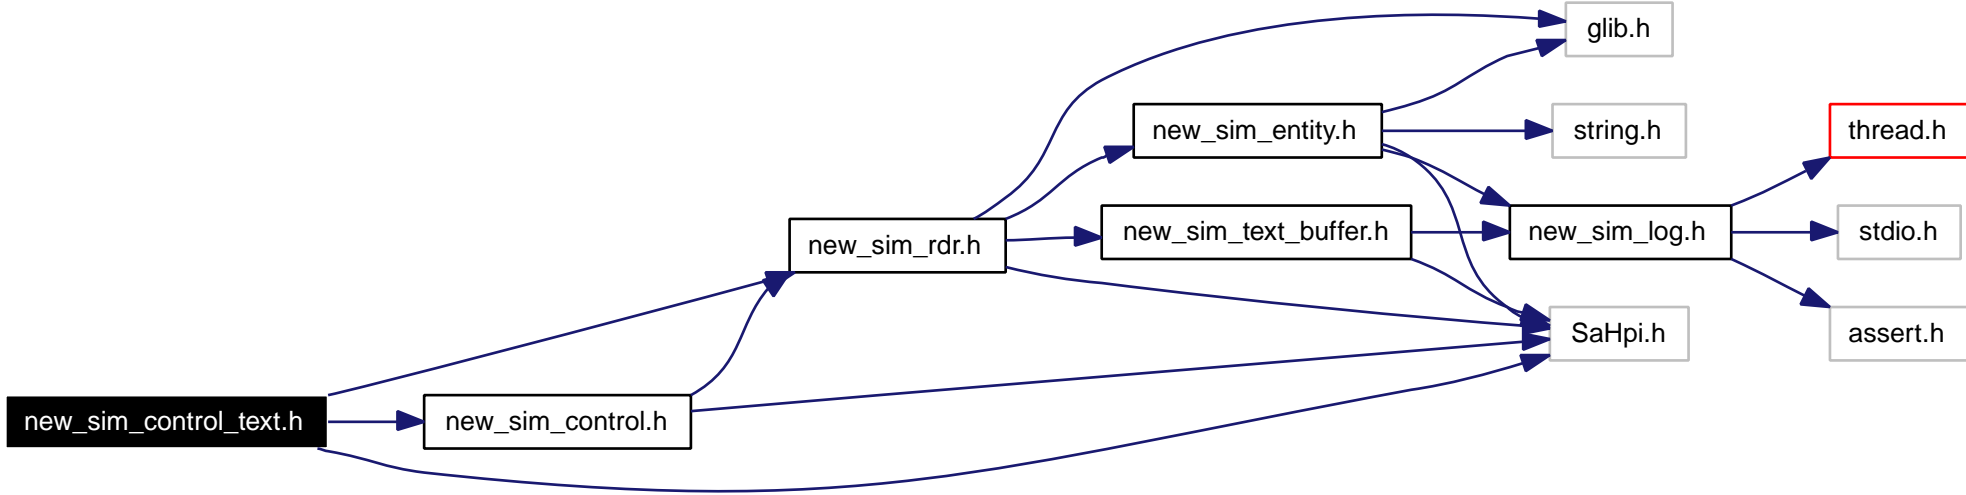 glib.h
new_sim_entity.h
string.h
thread.h
new_sim_rdr.h
new_sim_text_buffer.h
new_sim_log.h
stdio.h
SaHpi.h
assert.h
new_sim_control_text.h
new_sim_control.h